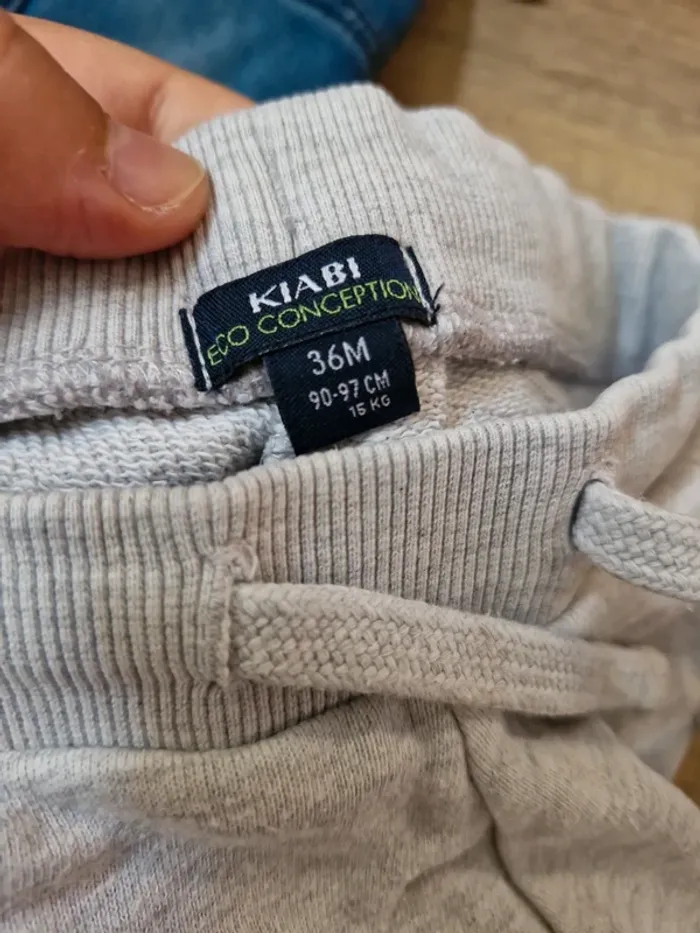 KIABI
ECO CONCEPTION
36M
90-97 CM
15 KG